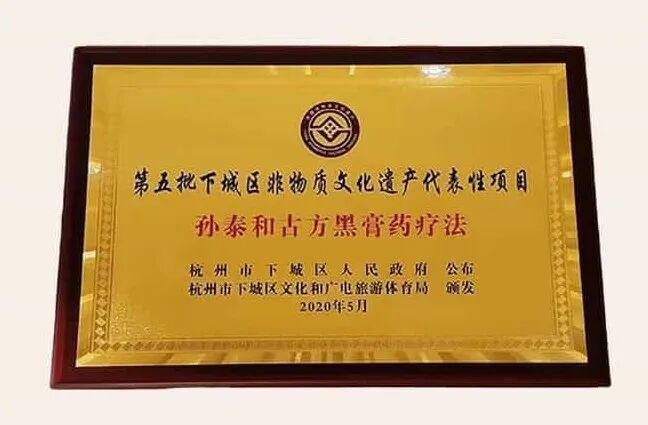 第五批下城区非物质文化遗产代表性项目
孙泰和古方黑膏药疗法
杭州市下城区人民政府 公布
杭州市下城区文化和广电旅游体育局 颁发
2020年5月